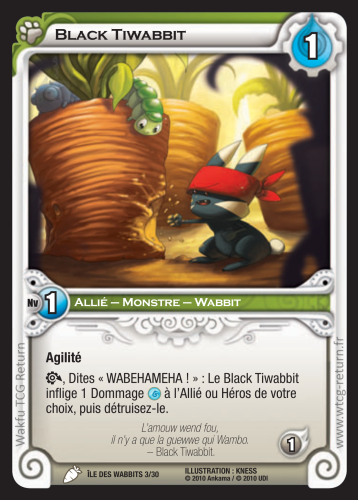 BLACK TIWABBIT
1
Nv 1 ALLIÉ – MONSTRE – WABBIT
Agilité
, Dites « WABEHAMEHA ! » : Le Black Tiwabbit
inflige 1 Dommage à l'Allié ou Héros de votre
choix, puis détruisez-le.
L'amouw wend fou,
il n'y a que la guewwe qui Wambo.
– Black Tiwabbit.
1
ÎLE DES WABBITS 3/30
ILLUSTRATION : KNESS
© 2010 Ankama / © 2010 UDI
Wakfu TCG Return
www.wtcg-return.fr